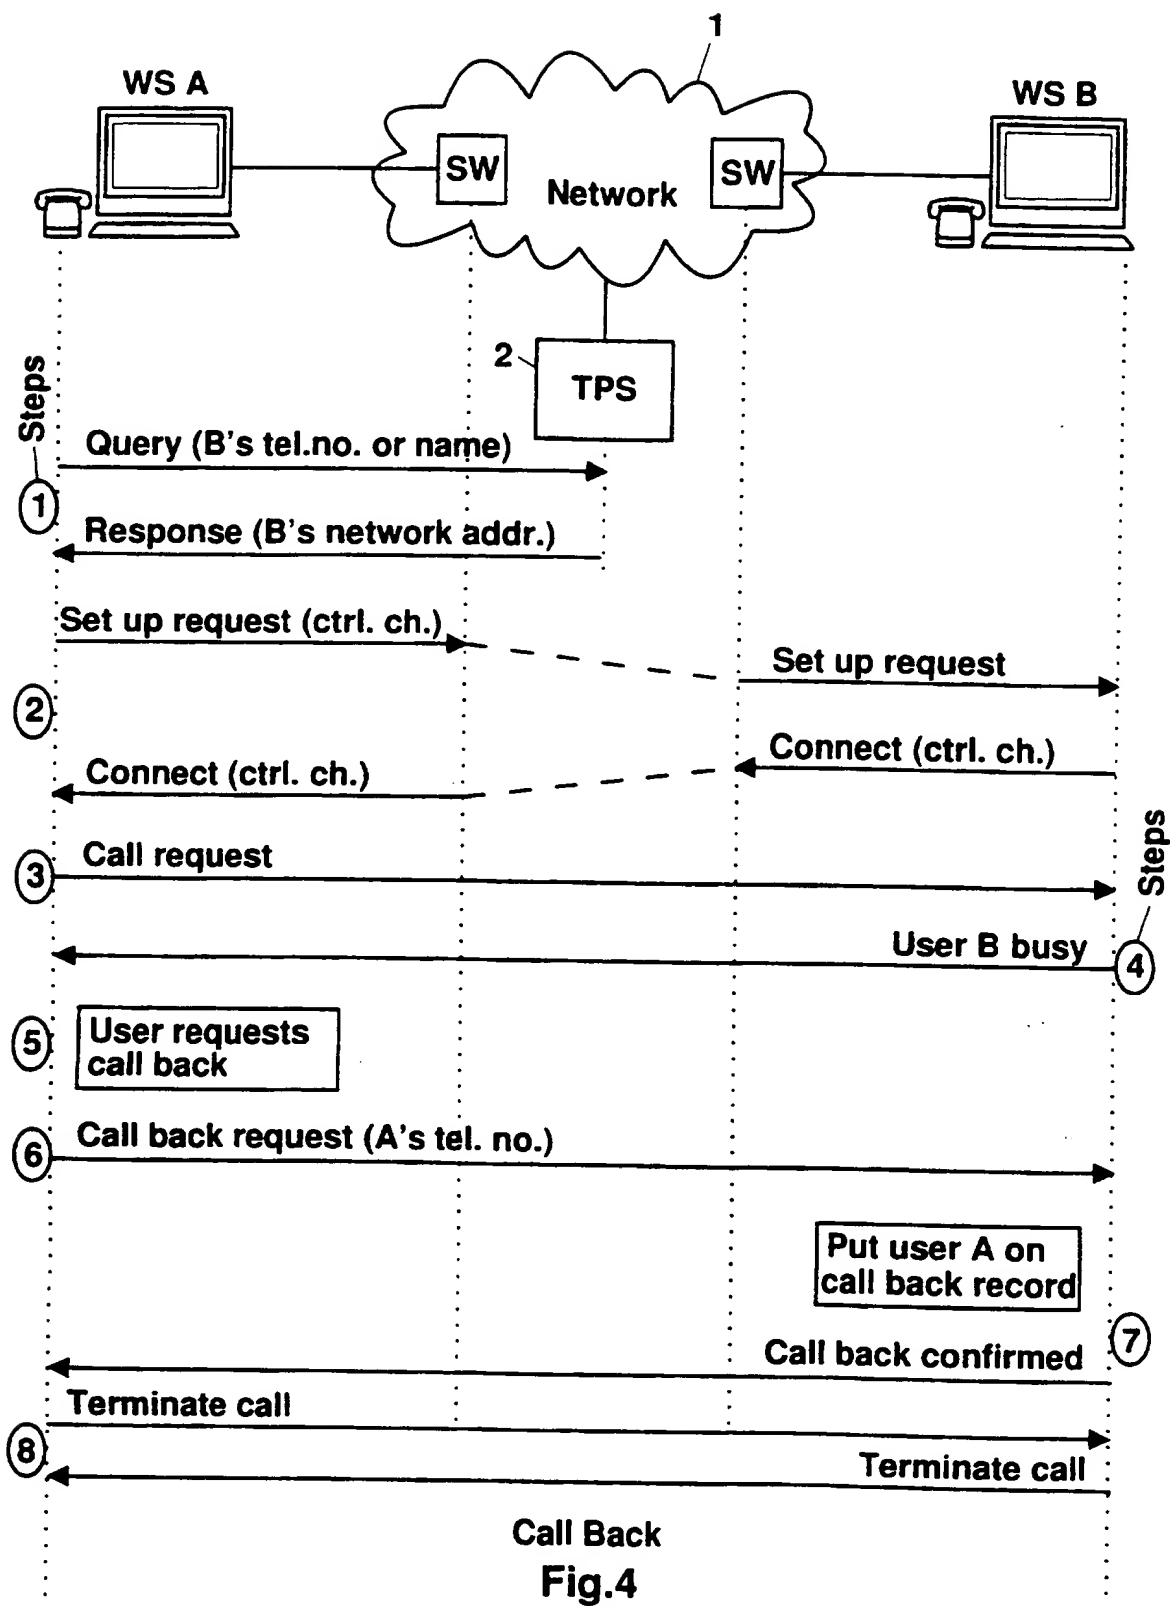 1
WS A
WS B
SW
Network
SW
2
TPS
Steps
Query (B's tel.no. or name)
1
Response (B's network addr.)
Set up request (ctrl. ch.)
Set up request
2
Connect (ctrl. ch.)
Connect (ctrl. ch.)
Steps
3
Call request
User B busy
4
5
User requests
call back
6
Call back request (A's tel. no.)
Put user A on
call back record
7
Call back confirmed
Terminate call
8
Terminate call
Call Back
Fig.4